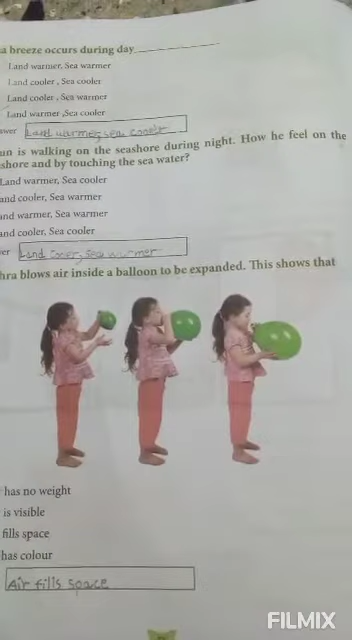 a breeze occurs during day
Land warmer, Sea warmer
Land cooler , Sea cooler
Land cooler , Sea warmer
Land warmer ,Sea cooler
swer Land warmer, sea cooler
un is walking on the seashore during night. How he feel on the
shore and by touching the sea water?
Land warmer, Sea cooler
and cooler, Sea warmer
and warmer, Sea warmer
and cooler, Sea cooler
er Land cooler, sea warmer
hra blows air inside a balloon to be expanded. This shows that
has no weight
is visible
fills space
has colour
Air fills space
FILMIX